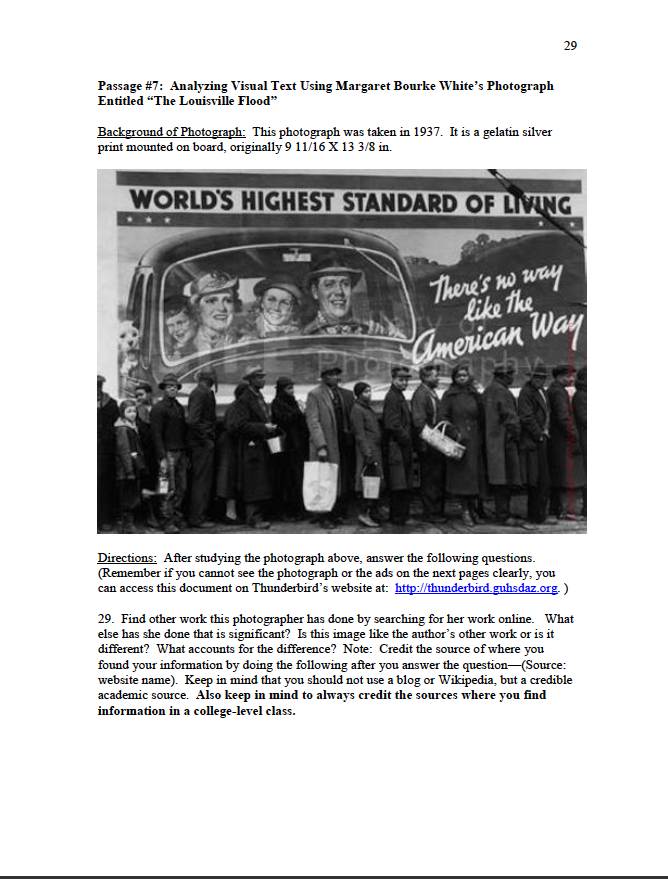 29
Passage #7: Analyzing Visual Text Using Margaret Bourke White's Photograph
Entitled "The Louisville Flood"
Background of Photograph: This photograph was taken in 1937. It is a gelatin silver
print mounted on board, originally 9 11/16 X 13 3/8 in.
WORLD'S HIGHEST STANDARD OF LIVING
There's no way
like the
American Way
Photography
Directions: After studying the photograph above, answer the following questions.
(Remember if you cannot see the photograph or the ads on the next pages clearly, you
can access this document on Thunderbird's website at: http://thunderbird.guhsdaz.org. )
29. Find other work this photographer has done by searching for her work online. What
else has she done that is significant? Is this image like the author's other work or is it
different? What accounts for the difference? Note: Credit the source of where you
found your information by doing the following after you answer the question—(Source:
website name). Keep in mind that you should not use a blog or Wikipedia, but a credible
academic source. Also keep in mind to always credit the sources where you find
information in a college-level class.